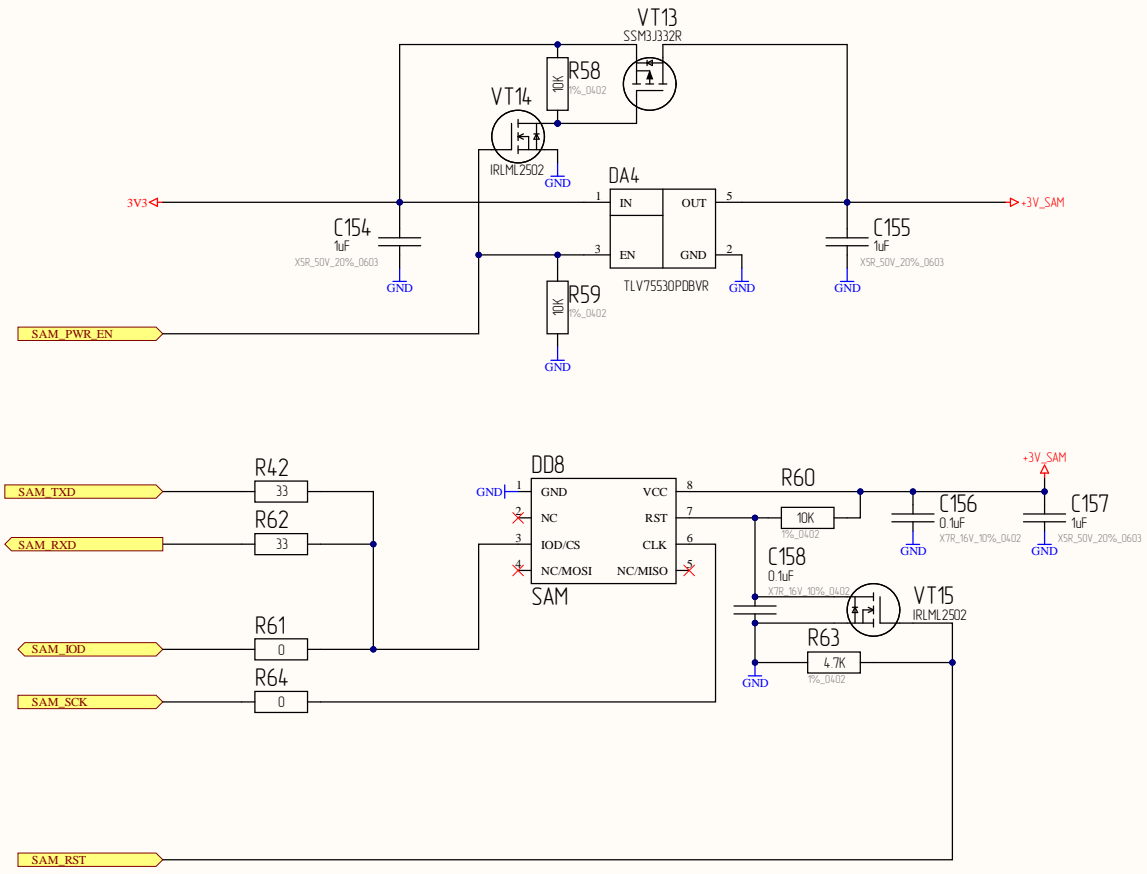 VT13
SSM3J332R
R58
10K
1%_0402
VT14
IRLML2502
GND
DA4
3V3
1
IN
OUT
5
+3V_SAM
C154
1uF
X5R_50V_20%_0603
GND
3
EN
GND
2
TLV75530PDBVR
GND
C155
1uF
X5R_50V_20%_0603
GND
R59
10K
1%_0402
GND
SAM_PWR_EN
SAM_TXD
R42
33
SAM_RXD
R62
33
SAM_IOD
R61
0
SAM_SCK
R64
0
SAM_RST
DD8
GND
1
GND
2
NC
3
IOD/CS
4
NC/MOSI
VCC
8
RST
7
CLK
6
NC/MISO
5
SAM
R60
10K
1%_0402
+3V_SAM
C156
0.1uF
X7R_16V_10%_0402
GND
C157
1uF
X5R_50V_20%_0603
GND
C158
0.1uF
X7R_16V_10%_0402
VT15
IRLML2502
R63
4.7K
1%_0402
GND